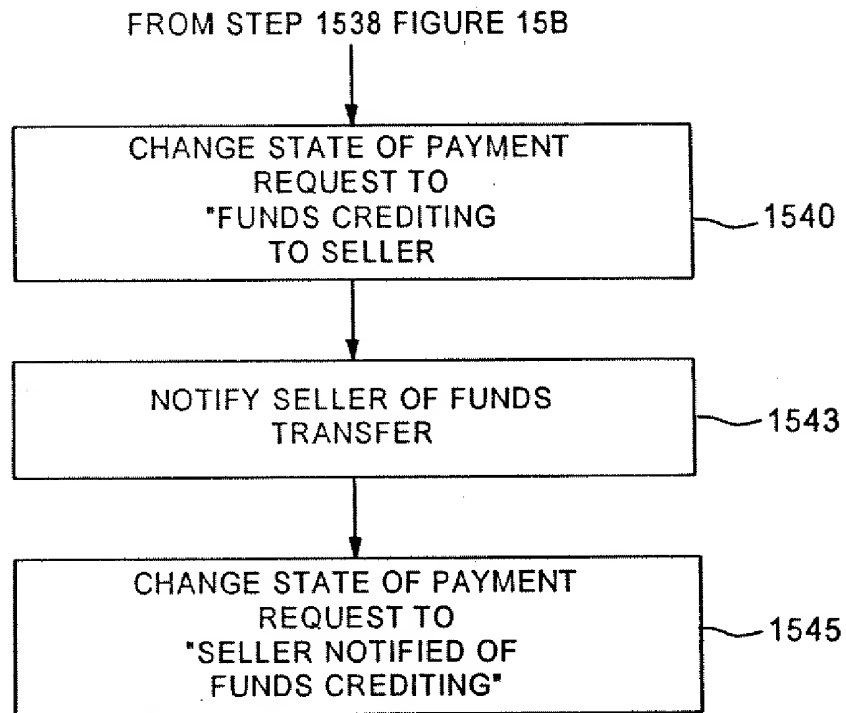 FROM STEP 1538 FIGURE 15B
CHANGE STATE OF PAYMENT
REQUEST TO
"FUNDS CREDITING
TO SELLER
1540
NOTIFY SELLER OF FUNDS
TRANSFER
1543
CHANGE STATE OF PAYMENT
REQUEST TO
"SELLER NOTIFIED OF
FUNDS CREDITING"
1545